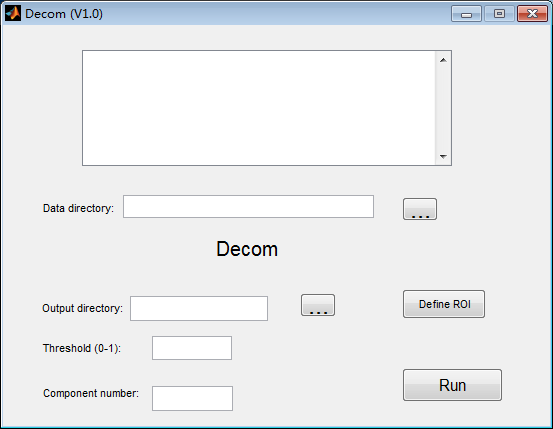 Decom (V1.0)
Data directory:
...
Decom
Output directory:
...
Define ROI
Threshold (0-1):
Component number:
Run